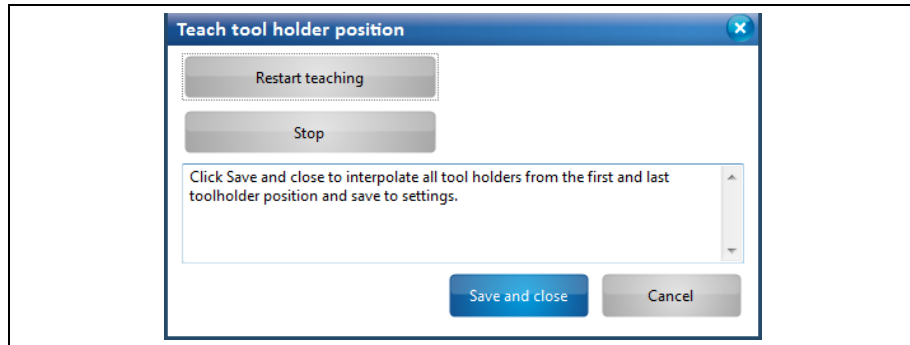 Teach tool holder position
Restart teaching
Stop
Click Save and close to interpolate all tool holders from the first and last
toolholder position and save to settings.
Save and close
Cancel